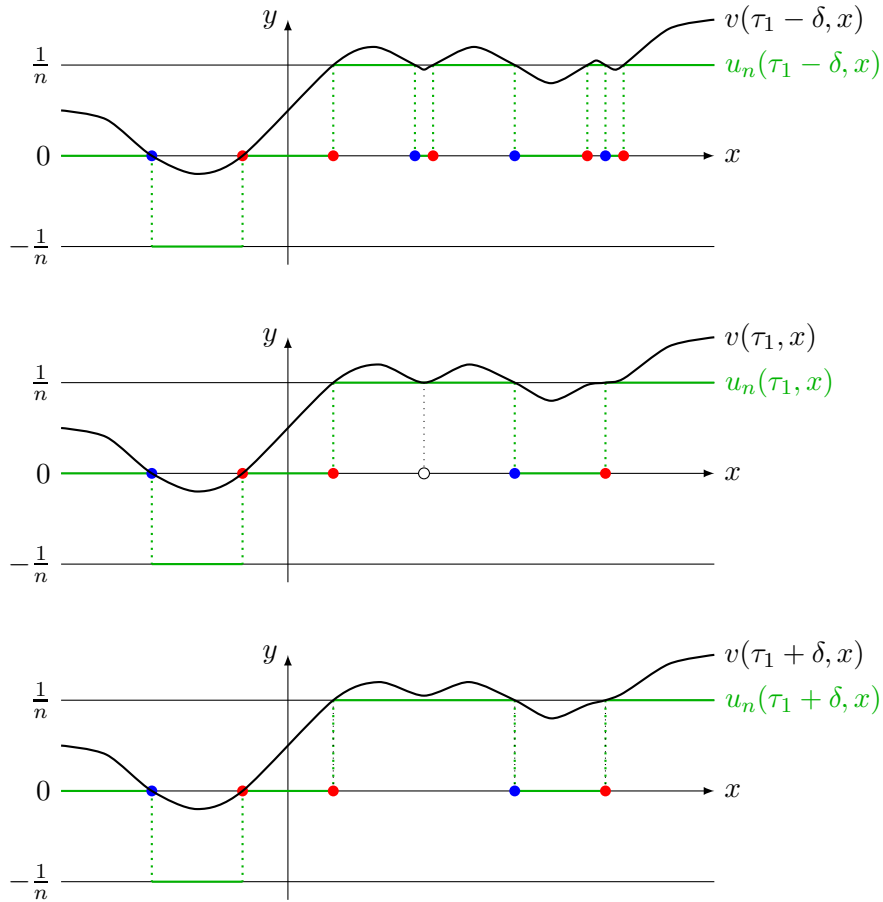 y
v(τ₁ − δ, x)
1/n
uₙ(τ₁ − δ, x)
0
x
−1/n
y
v(τ₁, x)
1/n
uₙ(τ₁, x)
0
x
−1/n
y
v(τ₁ + δ, x)
1/n
uₙ(τ₁ + δ, x)
0
x
−1/n